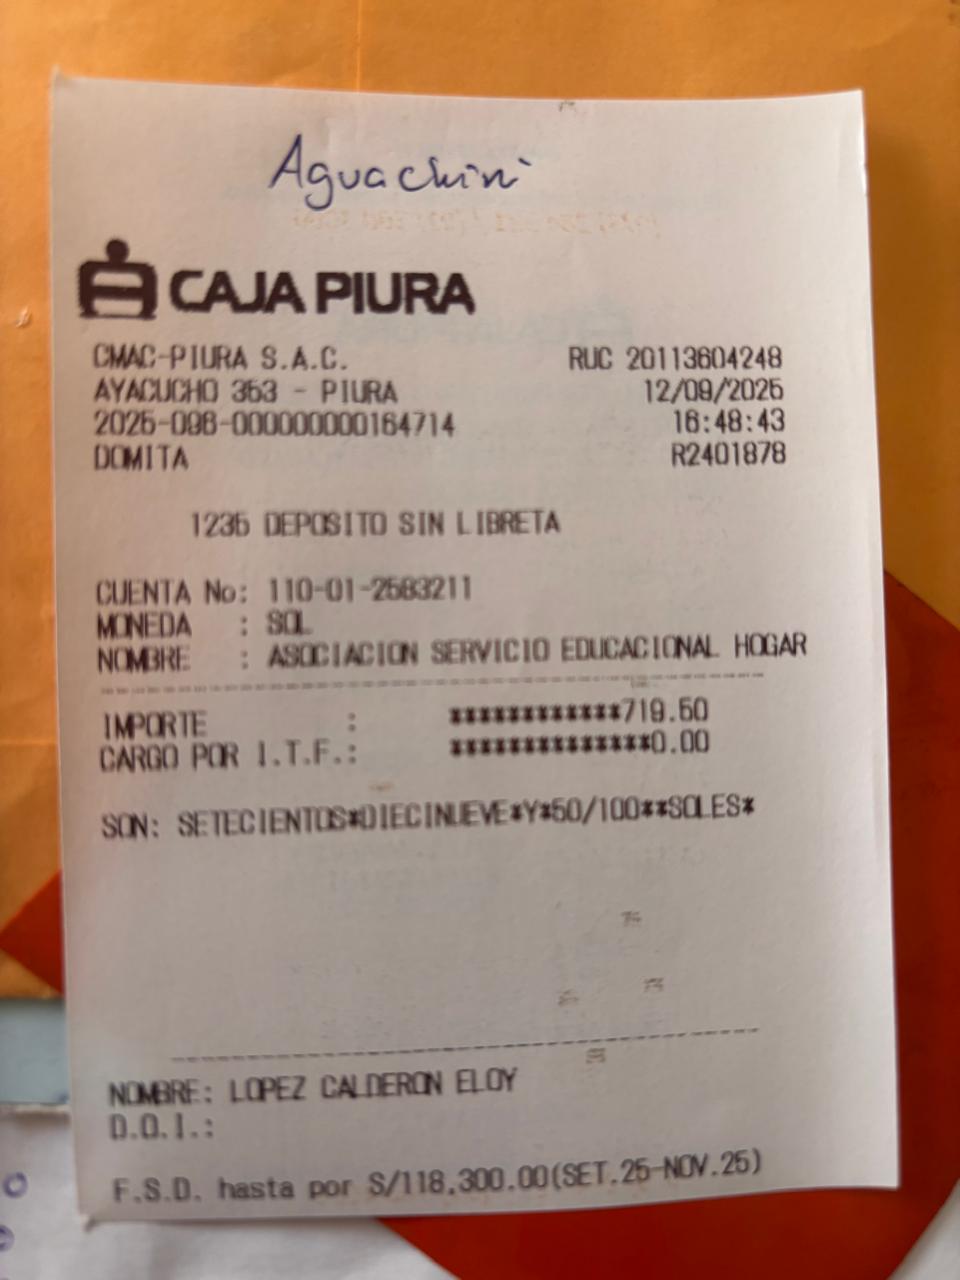 Aguachini
CAJA PIURA
CMAC-PIURA S.A.C. RUC 20113604248
AYACUCHO 353 - PIURA 12/09/2025
2025-096-000000000164714 16:48:43
DOMITA R2401878
1235 DEPOSITO SIN LIBRETA
CUENTA No: 110-01-2583211
MONEDA : SOL
NOMBRE : ASOCIACION SERVICIO EDUCACIONAL HOGAR
IMPORTE : ************719.50
CARGO POR I.T.F.: **************0.00
SON: SETECIENTOS*DIECINUEVE*Y*50/100**SOLES*
NOMBRE: LOPEZ CALDERON ELOY
D.O.I.:
F.S.D. hasta por S/118,300.00(SET.25-NOV.25)